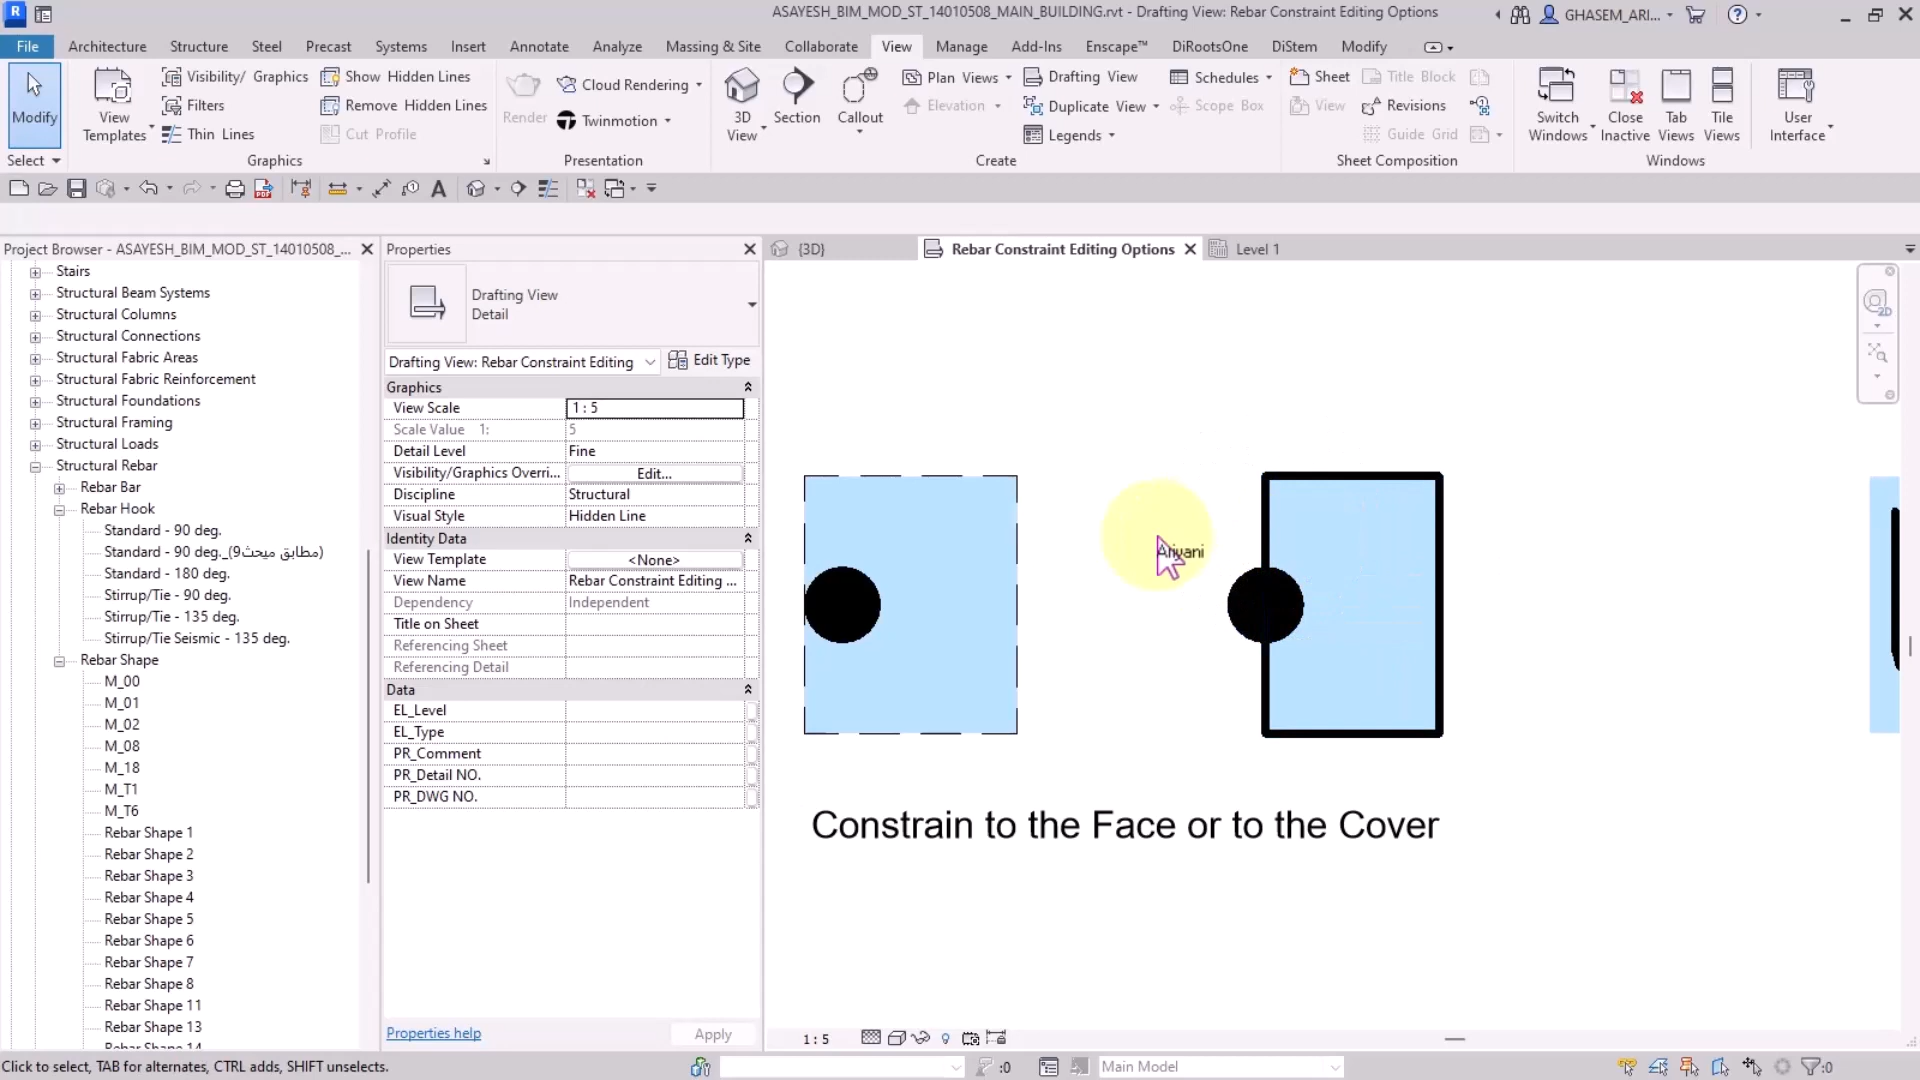 ASAYESH_BIM_MOD_ST_14010508_MAIN_BUILDING.rvt - Drafting View: Rebar Constraint Editing Options
GHASEM_ARI...
File Architecture Structure Steel Precast Systems Insert Annotate Analyze Massing & Site Collaborate View Manage Add-Ins Enscape™ DiRootsOne DiStem Modify
Modify
View Templates
Visibility/ Graphics
Filters
Thin Lines
Show Hidden Lines
Remove Hidden Lines
Cut Profile
Render
Cloud Rendering
Twinmotion
3D View
Section
Callout
Plan Views
Elevation
Drafting View
Duplicate View
Legends
Schedules
Scope Box
Sheet
View
Title Block
Revisions
Guide Grid
Switch Windows
Close Inactive
Tab Views
Tile Views
User Interface
Select Graphics Presentation Create Sheet Composition Windows
Project Browser - ASAYESH_BIM_MOD_ST_14010508_...
Stairs
Structural Beam Systems
Structural Columns
Structural Connections
Structural Fabric Areas
Structural Fabric Reinforcement
Structural Foundations
Structural Framing
Structural Loads
Structural Rebar
Rebar Bar
Rebar Hook
Standard - 90 deg.
Standard - 90 deg._(مطابق میحث9)
Standard - 180 deg.
Stirrup/Tie - 90 deg.
Stirrup/Tie - 135 deg.
Stirrup/Tie Seismic - 135 deg.
Rebar Shape
M_00
M_01
M_02
M_08
M_18
M_T1
M_T6
Rebar Shape 1
Rebar Shape 2
Rebar Shape 3
Rebar Shape 4
Rebar Shape 5
Rebar Shape 6
Rebar Shape 7
Rebar Shape 8
Rebar Shape 11
Rebar Shape 13
Rebar Shape 14
Properties
Drafting View
Detail
Drafting View: Rebar Constraint Editing
Edit Type
Graphics
View Scale 1 : 5
Scale Value 1: 5
Detail Level Fine
Visibility/Graphics Overri... Edit...
Discipline Structural
Visual Style Hidden Line
Identity Data
View Template <None>
View Name Rebar Constraint Editing ...
Dependency Independent
Title on Sheet
Referencing Sheet
Referencing Detail
Data
EL_Level
EL_Type
PR_Comment
PR_Detail NO.
PR_DWG NO.
Properties help
Apply
{3D}
Rebar Constraint Editing Options
Level 1
2D
Ariyani
Constrain to the Face or to the Cover
1 : 5
Click to select, TAB for alternates, CTRL adds, SHIFT unselects.
:0
Main Model
:0